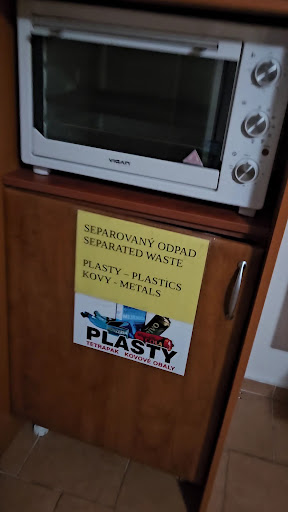 VIGAN
SEPAROVANÝ ODPAD
SEPARATED WASTE
PLASTY – PLASTICS
KOVY - METALS
PLASTY
TETRAPAK KOVOVÉ OBALY